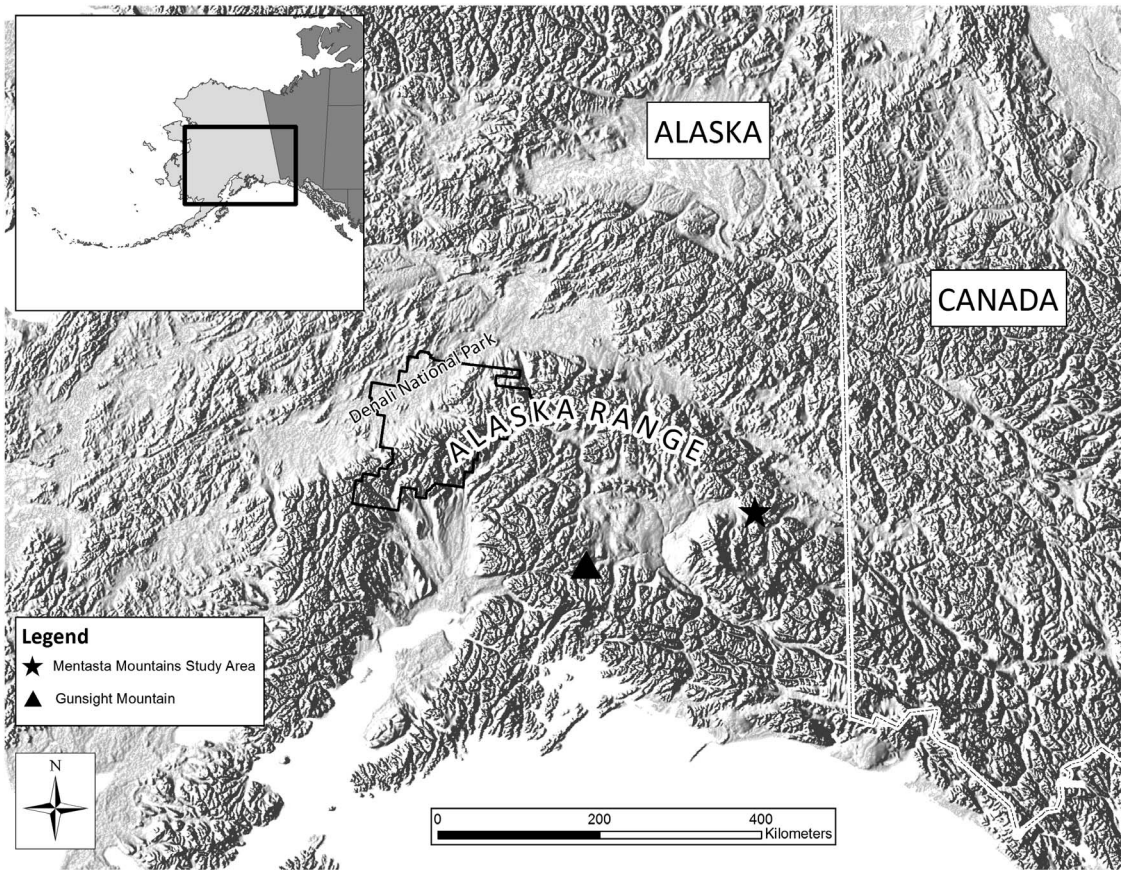 ALASKA
CANADA
Denali National Park
ALASKA RANGE
Legend
Mentasta Mountains Study Area
Gunsight Mountain
N
0 200 400
Kilometers